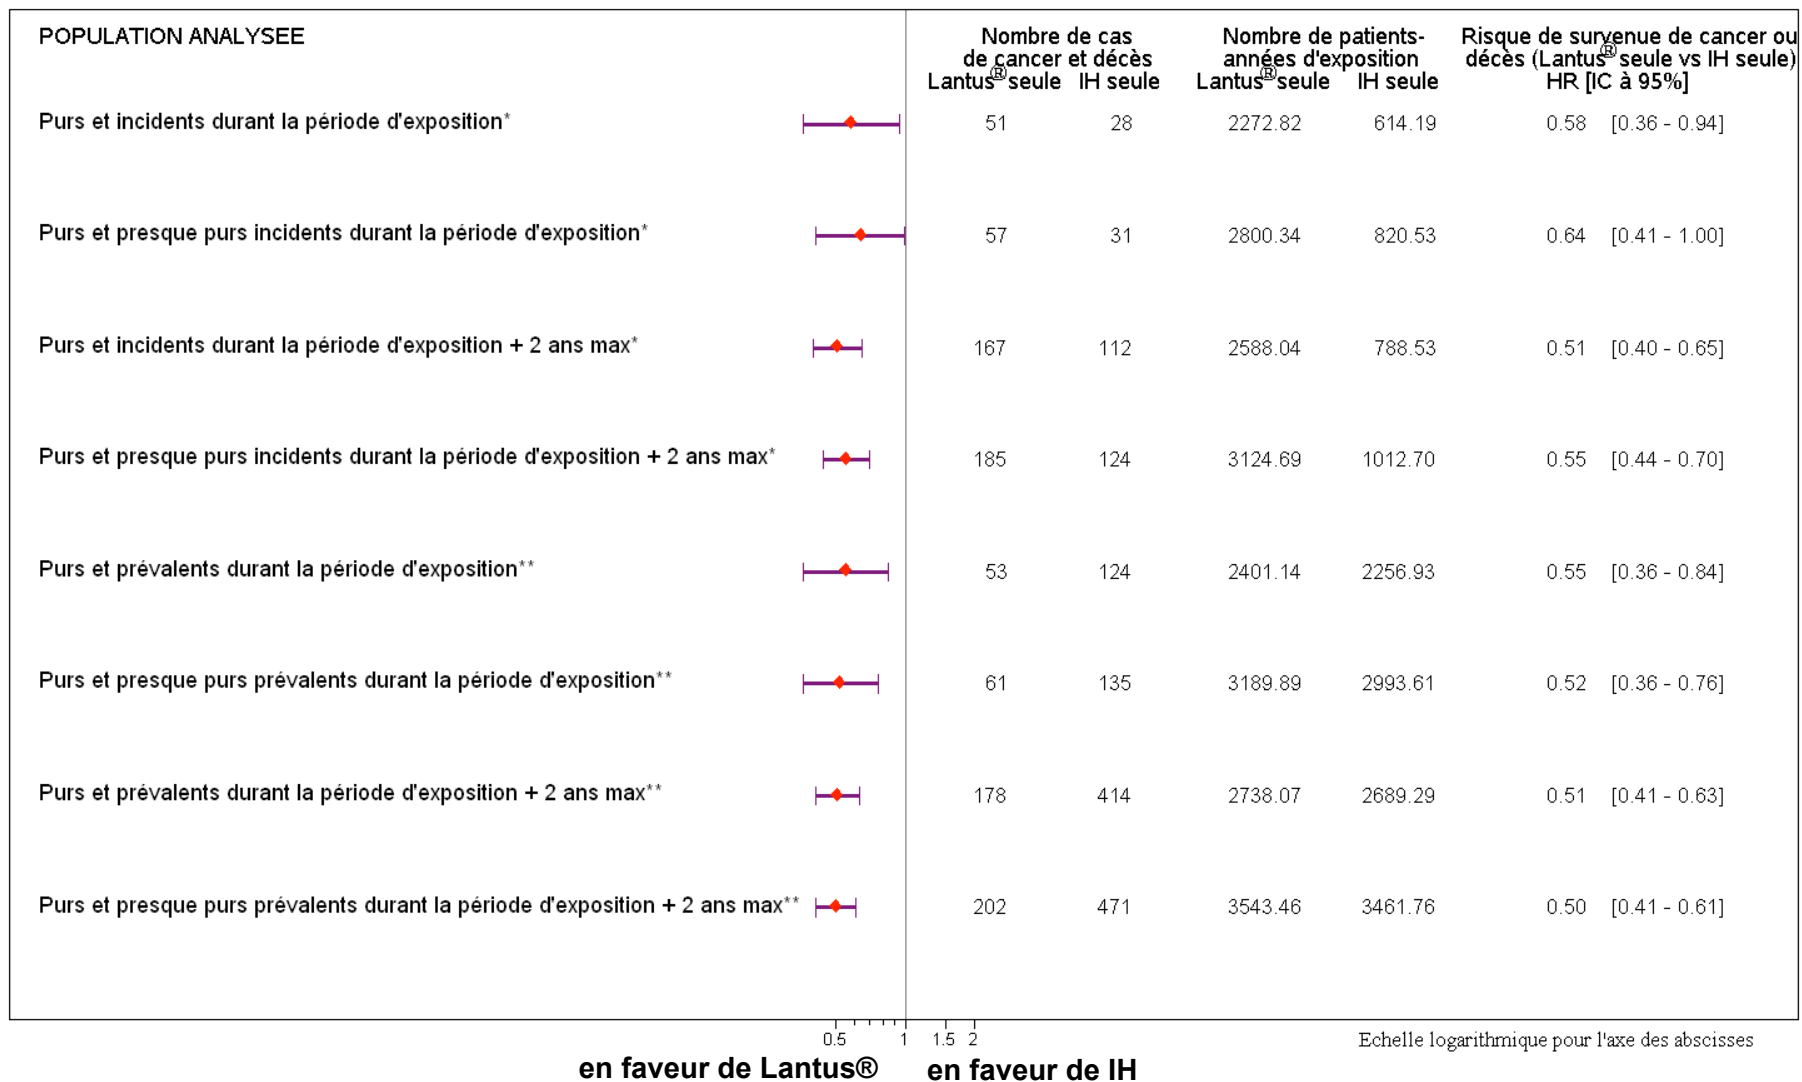 POPULATION ANALYSEE
Nombre de cas
de cancer et décès
Lantus® seule IH seule
Nombre de patients-
années d'exposition
Lantus® seule IH seule
Risque de survenue de cancer ou
décès (Lantus® seule vs IH seule)
HR [IC à 95%]
Purs et incidents durant la période d'exposition* 51 28 2272.82 614.19 0.58 [0.36 - 0.94]
Purs et presque purs incidents durant la période d'exposition* 57 31 2800.34 820.53 0.64 [0.41 - 1.00]
Purs et incidents durant la période d'exposition + 2 ans max* 167 112 2588.04 788.53 0.51 [0.40 - 0.65]
Purs et presque purs incidents durant la période d'exposition + 2 ans max* 185 124 3124.69 1012.70 0.55 [0.44 - 0.70]
Purs et prévalents durant la période d'exposition** 53 124 2401.14 2256.93 0.55 [0.36 - 0.84]
Purs et presque purs prévalents durant la période d'exposition** 61 135 3189.89 2993.61 0.52 [0.36 - 0.76]
Purs et prévalents durant la période d'exposition + 2 ans max** 178 414 2738.07 2689.29 0.51 [0.41 - 0.63]
Purs et presque purs prévalents durant la période d'exposition + 2 ans max** 202 471 3543.46 3461.76 0.50 [0.41 - 0.61]
0.5 1 1.5 2
Echelle logarithmique pour l'axe des abscisses
en faveur de Lantus® en faveur de IH